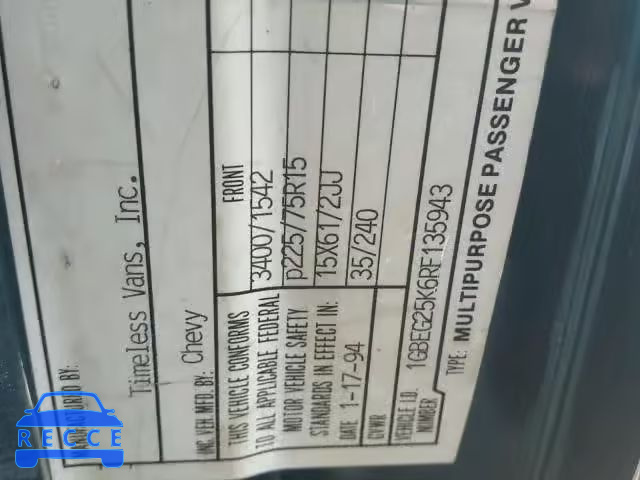 MANUFACTURED BY:
Timeless Vans, Inc.
INC. VEH. MFD. BY: Chevy
THIS VEHICLE CONFORMS
TO ALL APPLICABLE FEDERAL
MOTOR VEHICLE SAFETY
STANDARDS IN EFFECT IN:
DATE 1-17-94
GVWR
FRONT
3400/1542
p225/75R15
15X61/2JJ
35/240
VEHICLE I.D.
NUMBER
1GBEG25K6RF135943
TYPE: MULTIPURPOSE PASSENGER V
RECCE